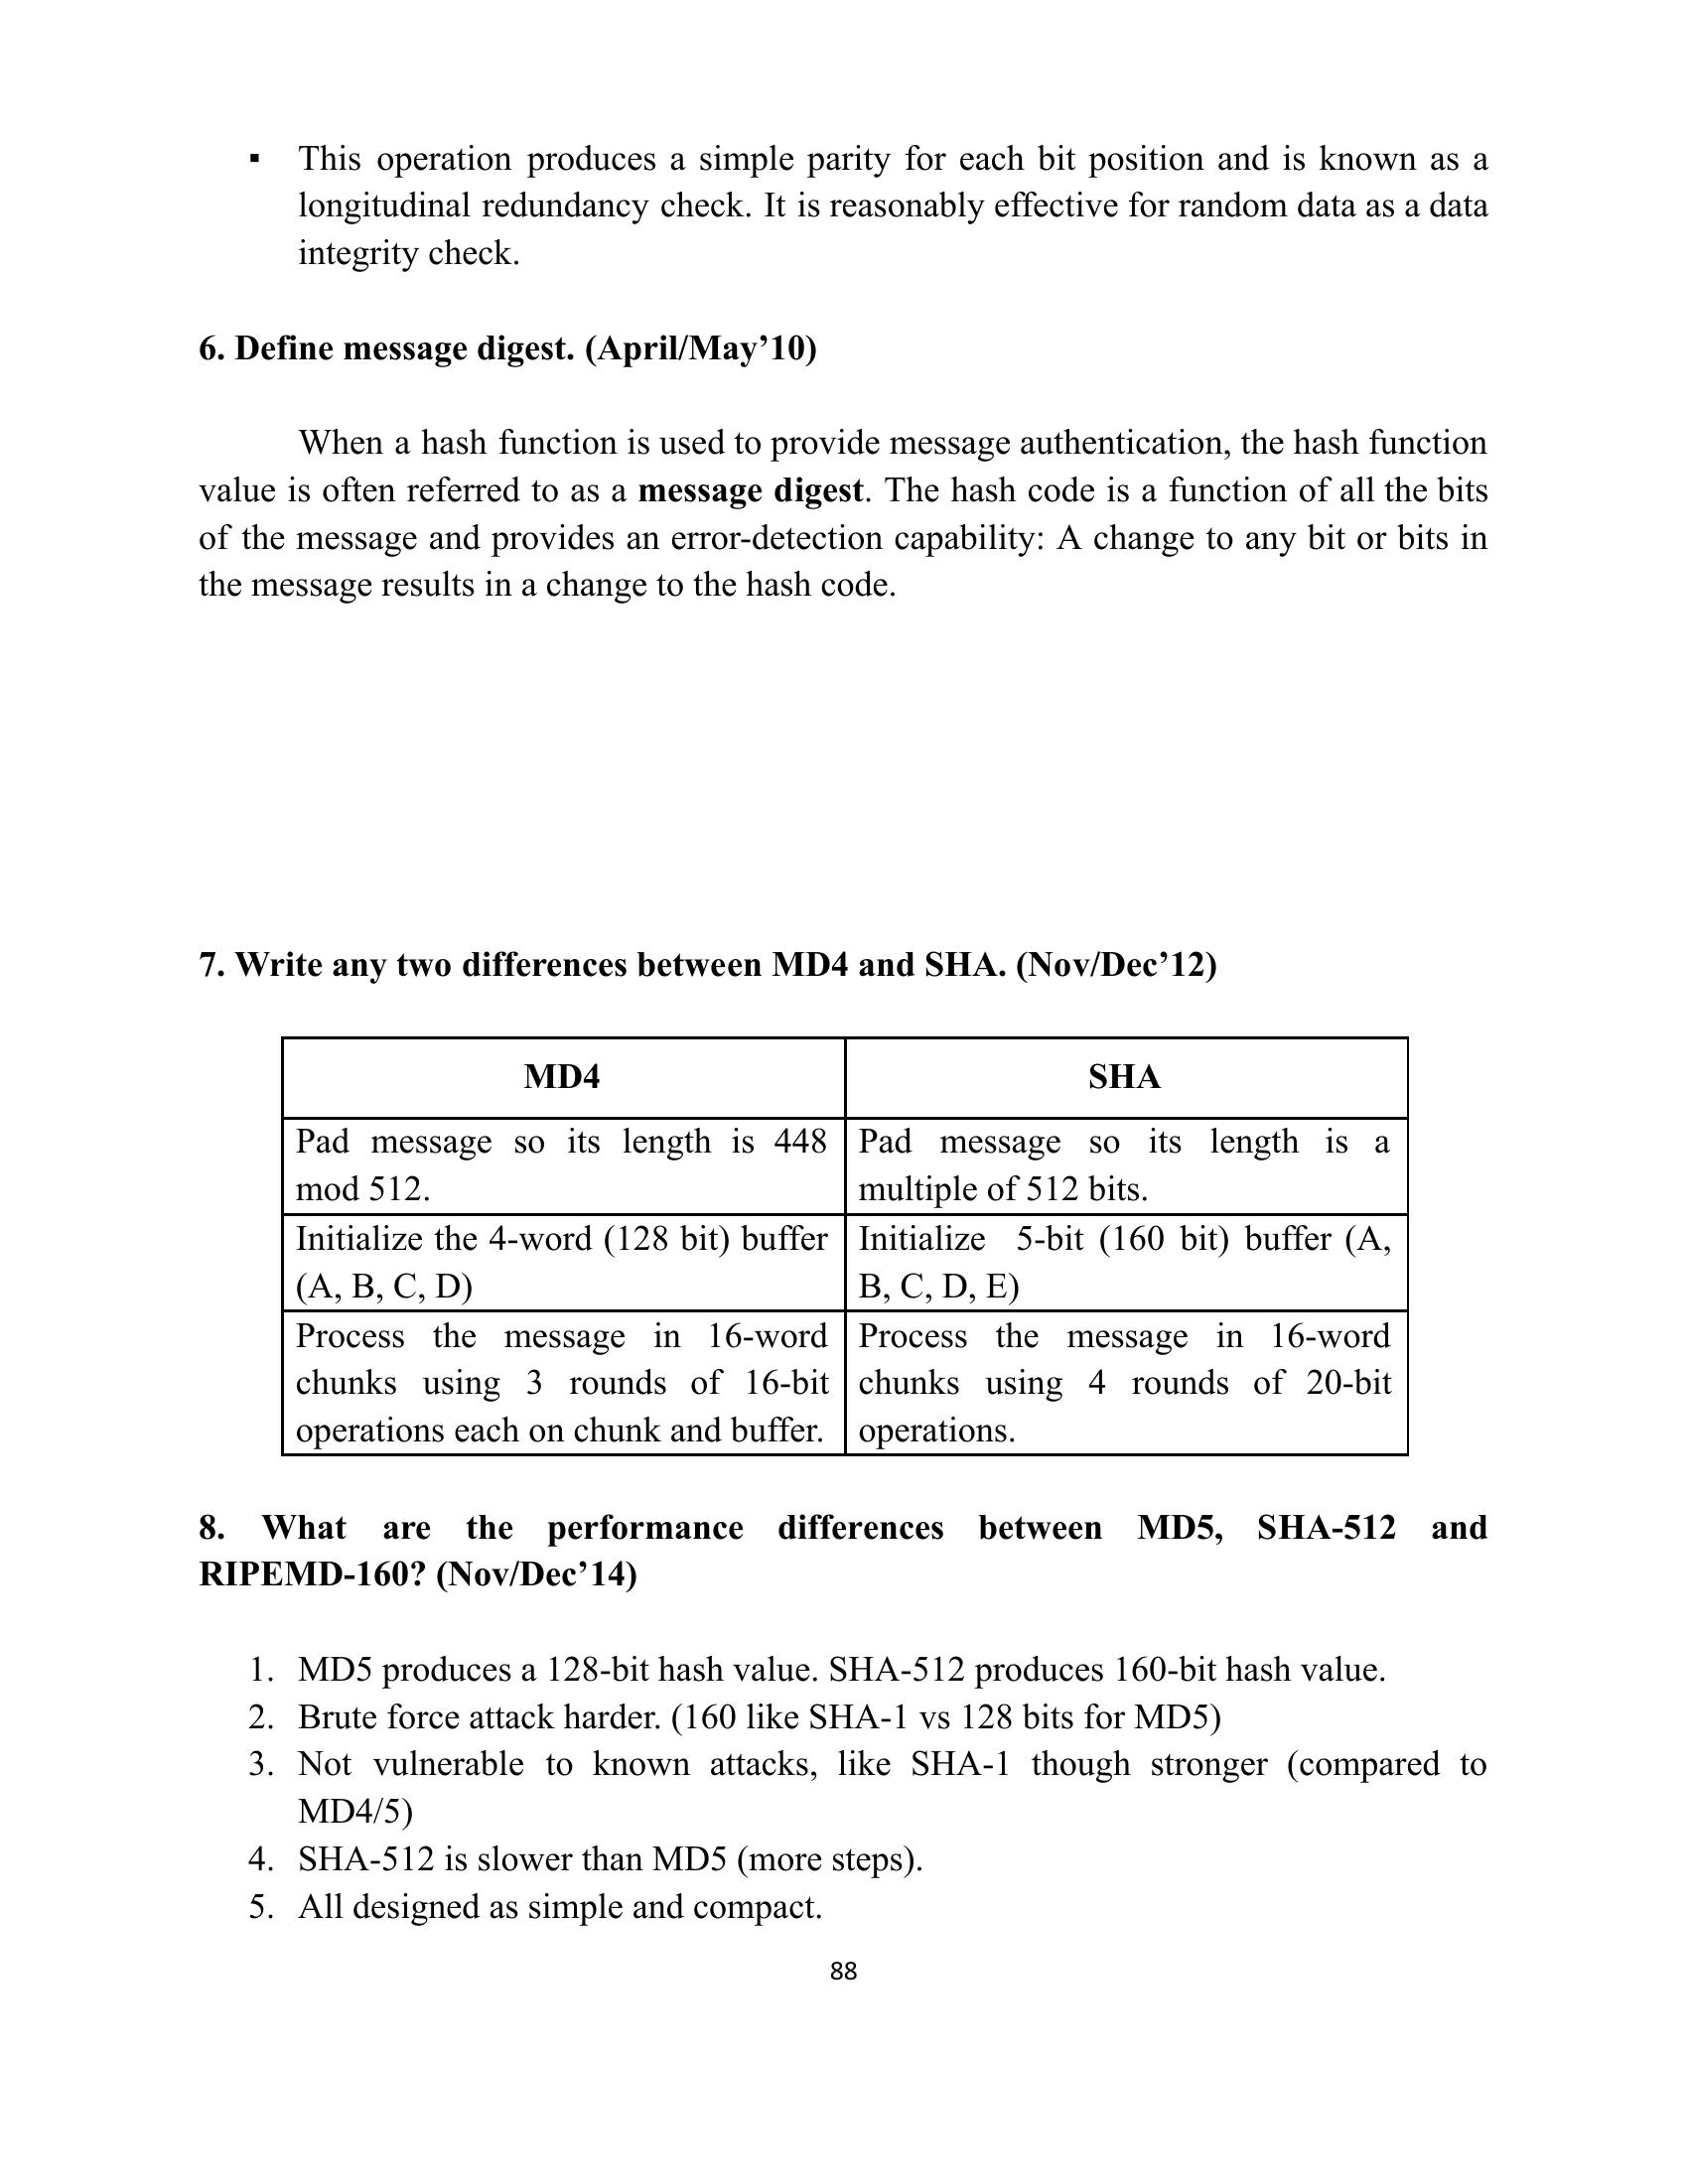 ▪ This operation produces a simple parity for each bit position and is known as a
longitudinal redundancy check. It is reasonably effective for random data as a data
integrity check.
6. Define message digest. (April/May’10)
When a hash function is used to provide message authentication, the hash function
value is often referred to as a message digest. The hash code is a function of all the bits
of the message and provides an error-detection capability: A change to any bit or bits in
the message results in a change to the hash code.
7. Write any two differences between MD4 and SHA. (Nov/Dec’12)
MD4
SHA
Pad message so its length is 448
mod 512.
Pad message so its length is a
multiple of 512 bits.
Initialize the 4-word (128 bit) buffer
(A, B, C, D)
Initialize 5-bit (160 bit) buffer (A,
B, C, D, E)
Process the message in 16-word
chunks using 3 rounds of 16-bit
operations each on chunk and buffer.
Process the message in 16-word
chunks using 4 rounds of 20-bit
operations.
8. What are the performance differences between MD5, SHA-512 and
RIPEMD-160? (Nov/Dec’14)
1. MD5 produces a 128-bit hash value. SHA-512 produces 160-bit hash value.
2. Brute force attack harder. (160 like SHA-1 vs 128 bits for MD5)
3. Not vulnerable to known attacks, like SHA-1 though stronger (compared to
MD4/5)
4. SHA-512 is slower than MD5 (more steps).
5. All designed as simple and compact.
88